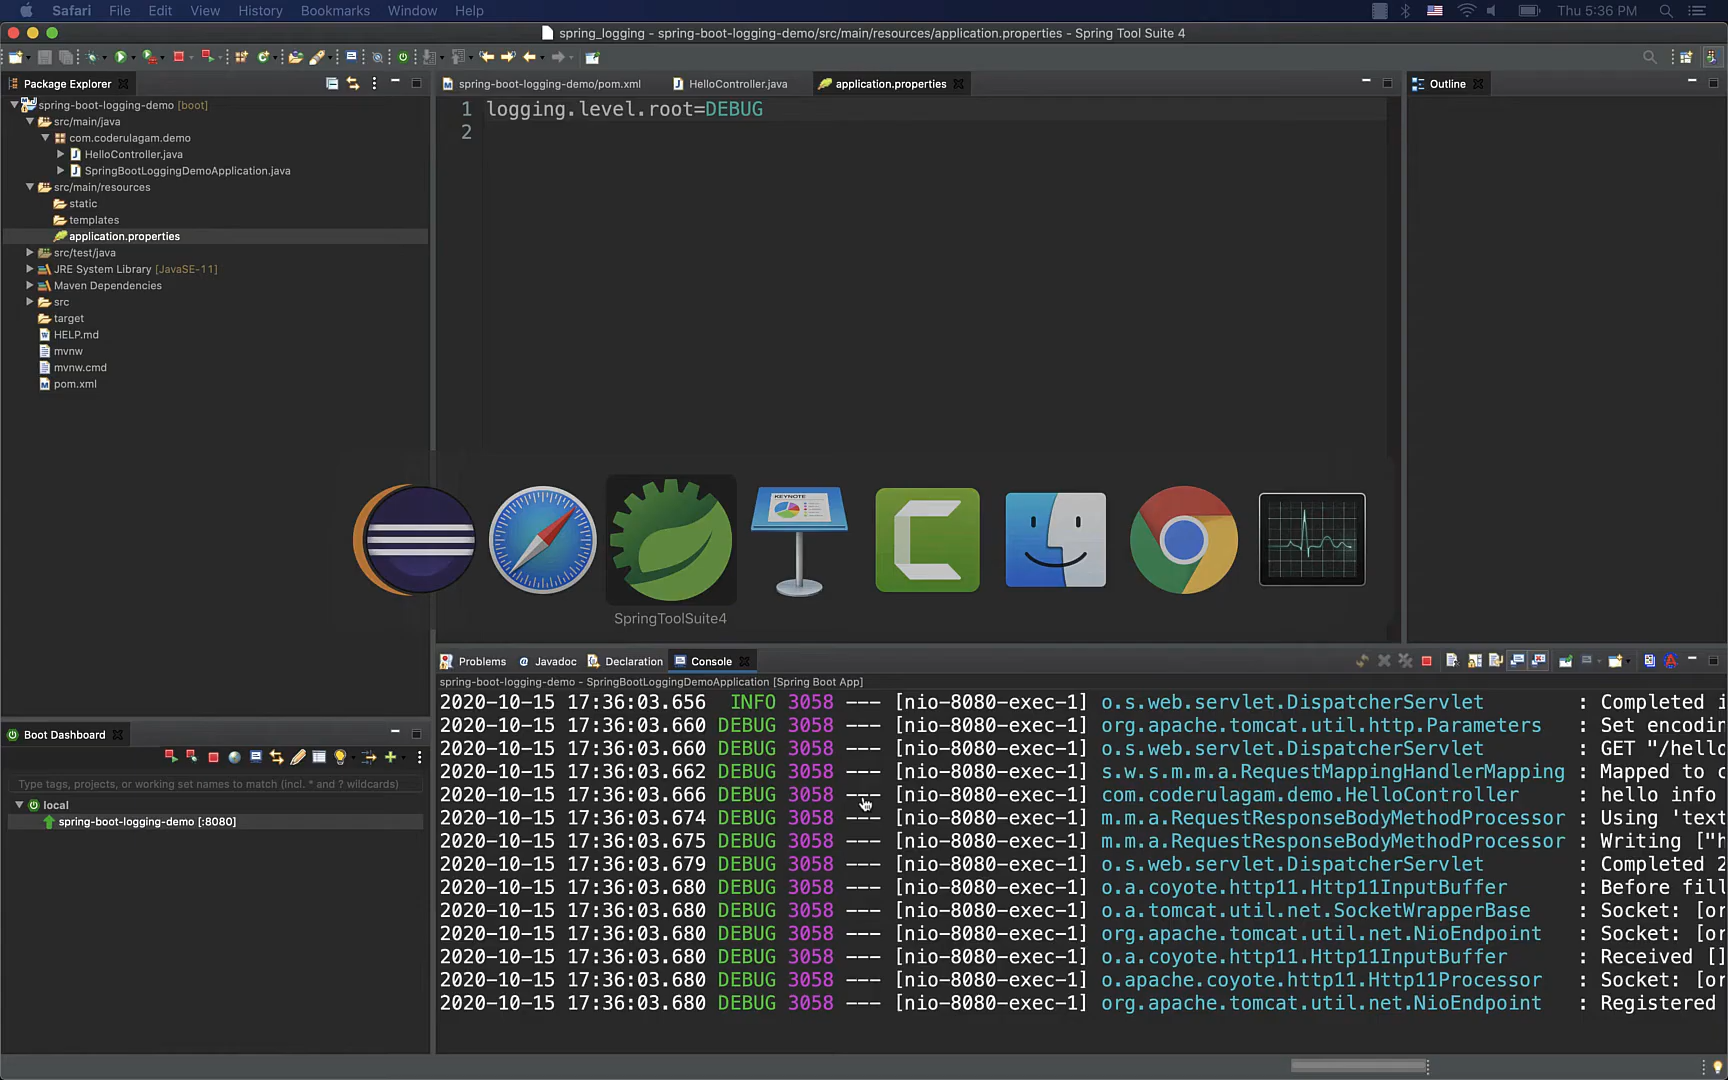 Safari File Edit View History Bookmarks Window Help Thu 5:36 PM
spring_logging - spring-boot-logging-demo/src/main/resources/application.properties - Spring Tool Suite 4
Package Explorer
spring-boot-logging-demo/pom.xml HelloController.java application.properties
Outline
spring-boot-logging-demo [boot]
src/main/java
com.coderulagam.demo
HelloController.java
SpringBootLoggingDemoApplication.java
src/main/resources
static
templates
application.properties
src/test/java
JRE System Library [JavaSE-11]
Maven Dependencies
src
target
HELP.md
mvnw
mvnw.cmd
pom.xml
1 logging.level.root=DEBUG
2
KEYNOTE
SpringToolSuite4
Problems Javadoc Declaration Console
spring-boot-logging-demo - SpringBootLoggingDemoApplication [Spring Boot App]
2020-10-15 17:36:03.656 INFO 3058 --- [nio-8080-exec-1] o.s.web.servlet.DispatcherServlet : Completed i
2020-10-15 17:36:03.660 DEBUG 3058 --- [nio-8080-exec-1] org.apache.tomcat.util.http.Parameters : Set encodin
2020-10-15 17:36:03.660 DEBUG 3058 --- [nio-8080-exec-1] o.s.web.servlet.DispatcherServlet : GET "/hello
2020-10-15 17:36:03.662 DEBUG 3058 --- [nio-8080-exec-1] s.w.s.m.m.a.RequestMappingHandlerMapping : Mapped to c
2020-10-15 17:36:03.666 DEBUG 3058 --- [nio-8080-exec-1] com.coderulagam.demo.HelloController : hello info
2020-10-15 17:36:03.674 DEBUG 3058 --- [nio-8080-exec-1] m.m.a.RequestResponseBodyMethodProcessor : Using 'text
2020-10-15 17:36:03.675 DEBUG 3058 --- [nio-8080-exec-1] m.m.a.RequestResponseBodyMethodProcessor : Writing ["h
2020-10-15 17:36:03.679 DEBUG 3058 --- [nio-8080-exec-1] o.s.web.servlet.DispatcherServlet : Completed 2
2020-10-15 17:36:03.680 DEBUG 3058 --- [nio-8080-exec-1] o.a.coyote.http11.Http11InputBuffer : Before fill
2020-10-15 17:36:03.680 DEBUG 3058 --- [nio-8080-exec-1] o.a.tomcat.util.net.SocketWrapperBase : Socket: [or
2020-10-15 17:36:03.680 DEBUG 3058 --- [nio-8080-exec-1] org.apache.tomcat.util.net.NioEndpoint : Socket: [or
2020-10-15 17:36:03.680 DEBUG 3058 --- [nio-8080-exec-1] o.a.coyote.http11.Http11InputBuffer : Received []
2020-10-15 17:36:03.680 DEBUG 3058 --- [nio-8080-exec-1] o.apache.coyote.http11.Http11Processor : Socket: [or
2020-10-15 17:36:03.680 DEBUG 3058 --- [nio-8080-exec-1] org.apache.tomcat.util.net.NioEndpoint : Registered
Boot Dashboard
Type tags, projects, or working set names to match (incl. * and ? wildcards)
local
spring-boot-logging-demo [:8080]